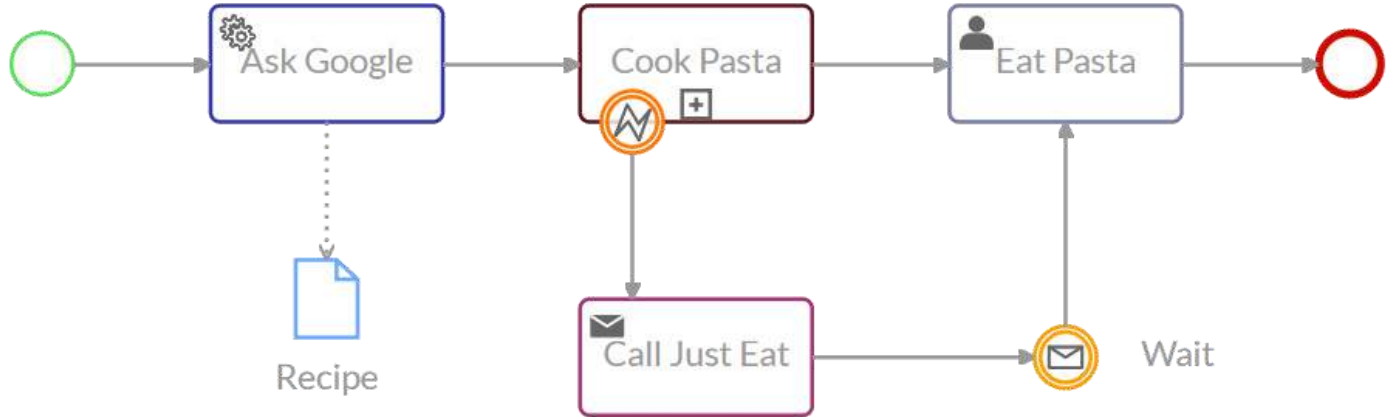 Ask Google
Cook Pasta
Eat Pasta
Recipe
Call Just Eat
Wait